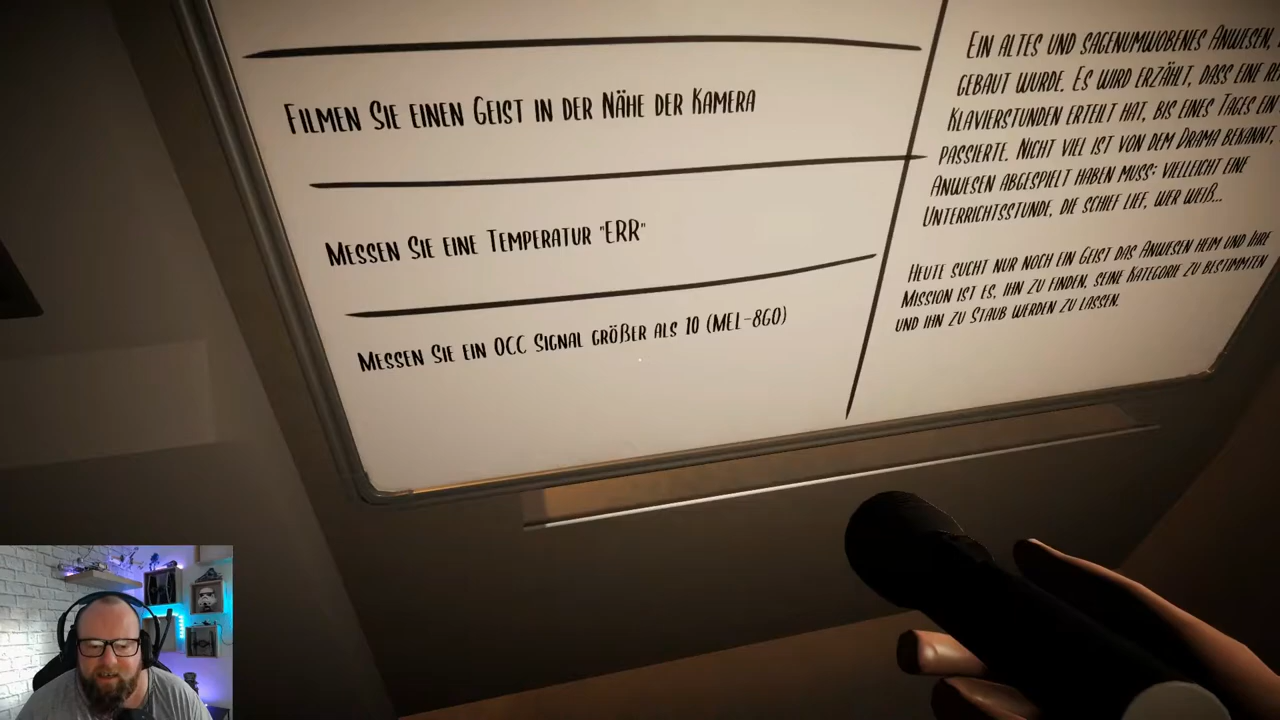 Filmen Sie einen Geist in der Nähe der Kamera
Messen Sie eine Temperatur "ERR"
Messen Sie ein OCC Signal größer als 10 (MEL-8GO)
Ein altes und sagenumwobenes Anwesen,
gebaut wurde. Es wird erzählt, dass eine
Klavierstunden erteilt hat, bis eines Tages ein
passierte. Nicht viel ist von dem Drama bekannt,
Anwesen abgespielt haben muss: vielleicht eine
Unterrichtsstunde, die schief lief, wer weiß...
Heute sucht nur noch ein Geist das Anwesen heim und Ihre
Mission ist es, ihn zu finden, seine Kategorie zu bestimmten
und ihn zu Staub werden zu lassen.